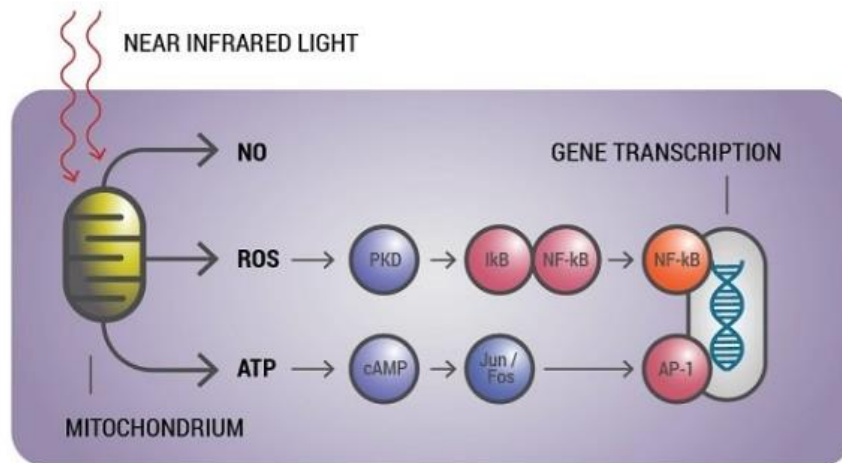 NEAR INFRARED LIGHT
NO
GENE TRANSCRIPTION
ROS
PKD
IkB
NF-kB
NF-kB
ATP
cAMP
Jun /
Fos
AP-1
MITOCHONDRIUM